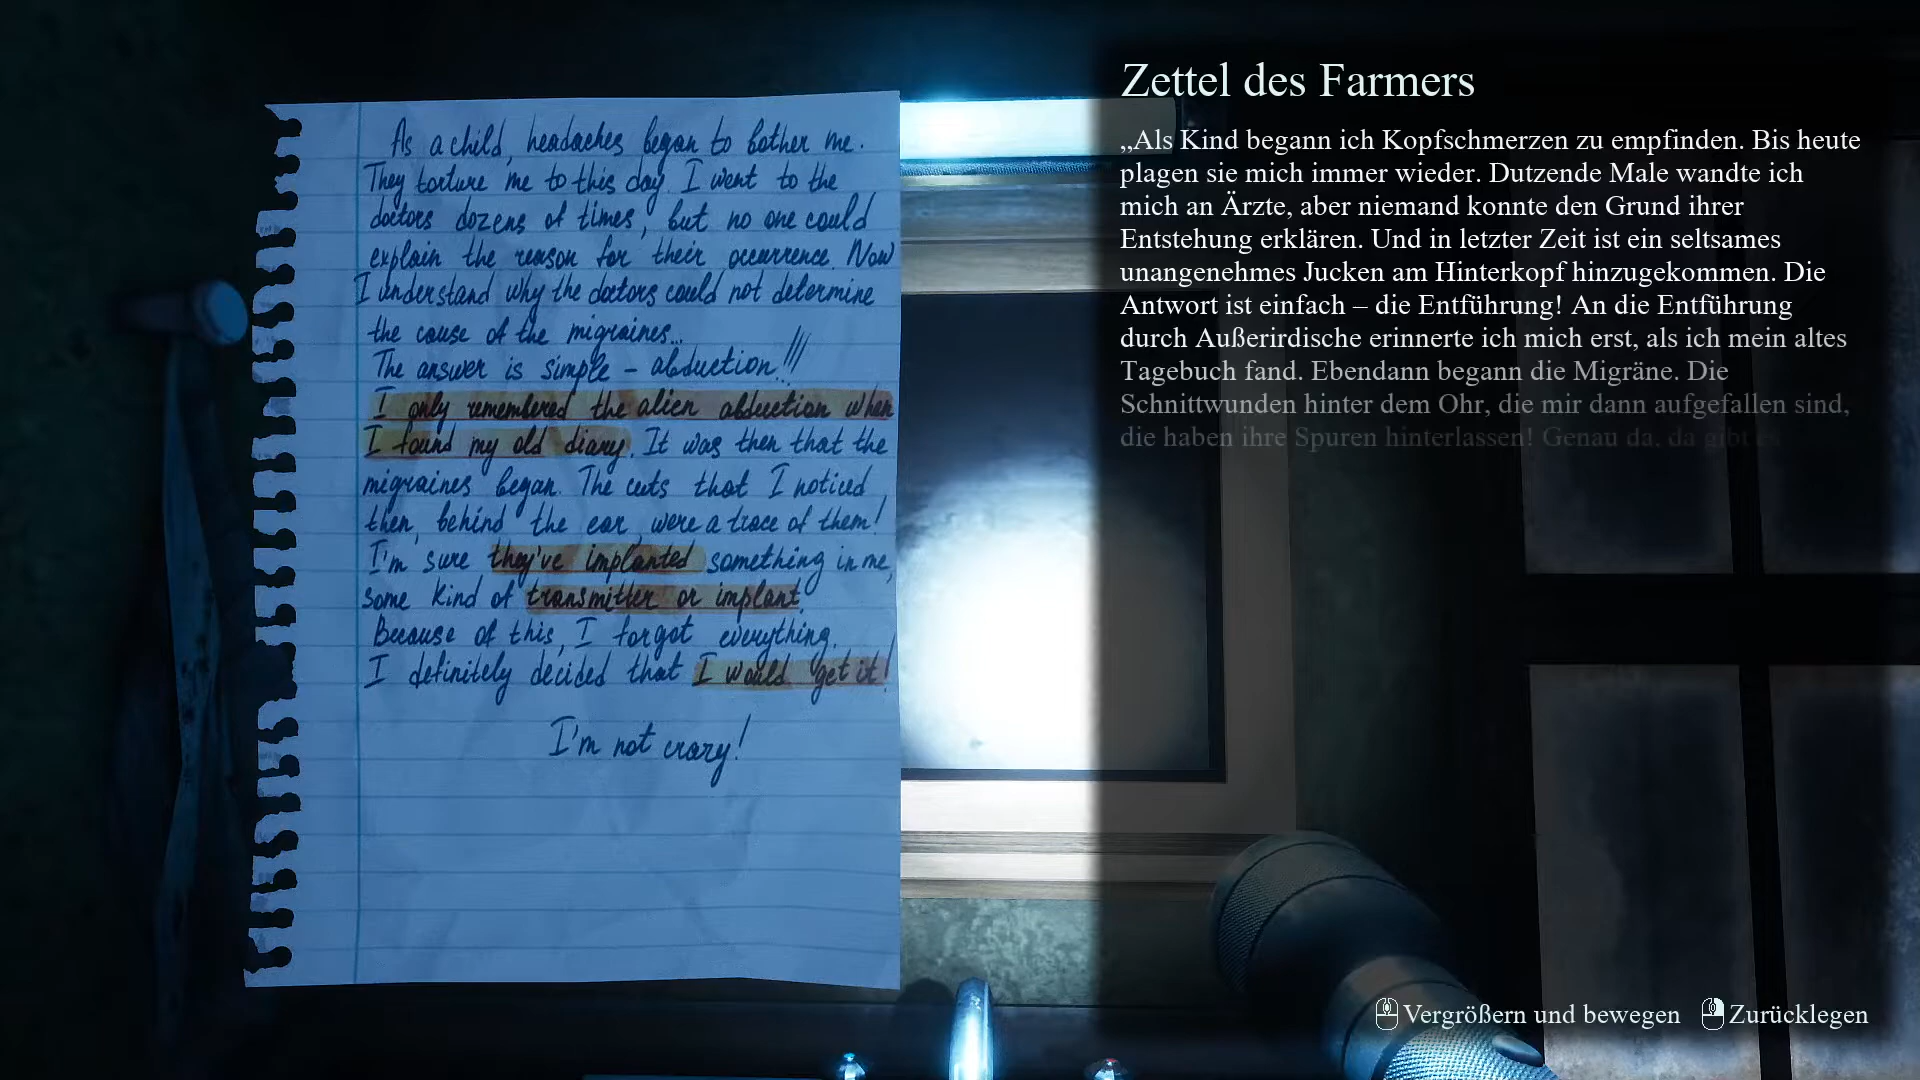 As a child, headaches began to bother me.
They torture me to this day. I went to the
doctors dozens of times, but no one could
explain the reason for their occurrence. Now
I understand why the doctors could not determine
the cause of the migraines...
The answer is simple – abduction!!!
I only remembered the alien abduction when
I found my old diary. It was then that the
migraines began. The cuts that I noticed
then, behind the ear, were a trace of them!
I'm sure they've implanted something in me,
some kind of transmitter or implant.
Because of this, I forgot everything.
I definitely decided that I would get it!
I'm not crazy!
Zettel des Farmers
„Als Kind begann ich Kopfschmerzen zu empfinden. Bis heute
plagen sie mich immer wieder. Dutzende Male wandte ich
mich an Ärzte, aber niemand konnte den Grund ihrer
Entstehung erklären. Und in letzter Zeit ist ein seltsames
unangenehmes Jucken am Hinterkopf hinzugekommen. Die
Antwort ist einfach – die Entführung! An die Entführung
durch Außerirdische erinnerte ich mich erst, als ich mein altes
Tagebuch fand. Ebendann begann die Migräne. Die
Schnittwunden hinter dem Ohr, die mir dann aufgefallen sind,
die haben ihre Spuren hinterlassen! Genau da, da gibt es
Vergrößern und bewegen
Zurücklegen